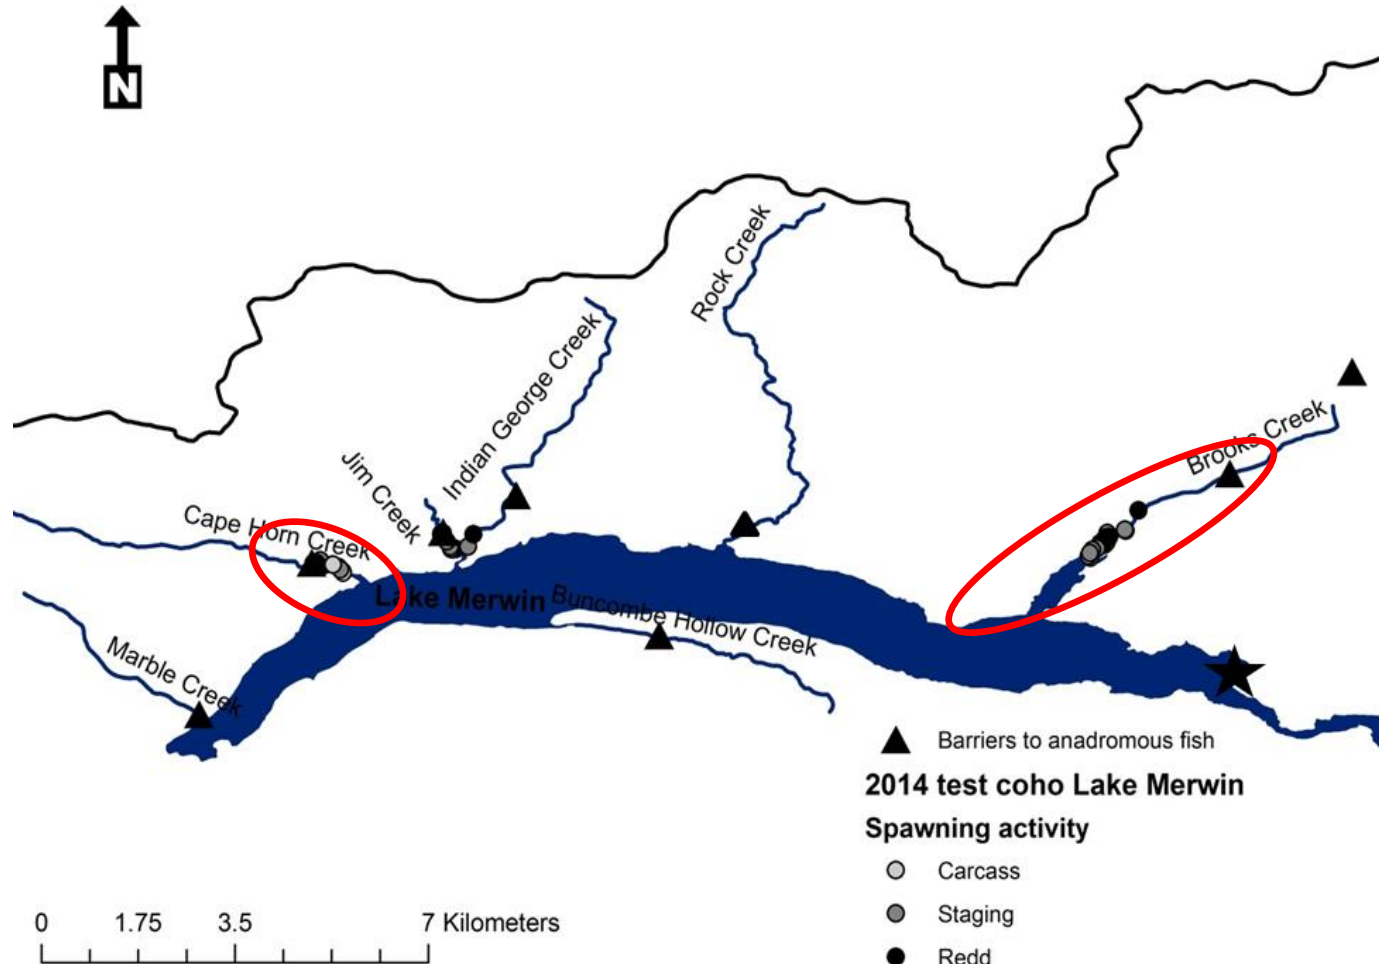 N
Rock Creek
Indian George Creek
Jim Creek
Brooks Creek
Cape Horn Creek
Lake Merwin
Buncombe Hollow Creek
Marble Creek
Barriers to anadromous fish
2014 test coho Lake Merwin
Spawning activity
Carcass
Staging
Redd
0 1.75 3.5 7 Kilometers